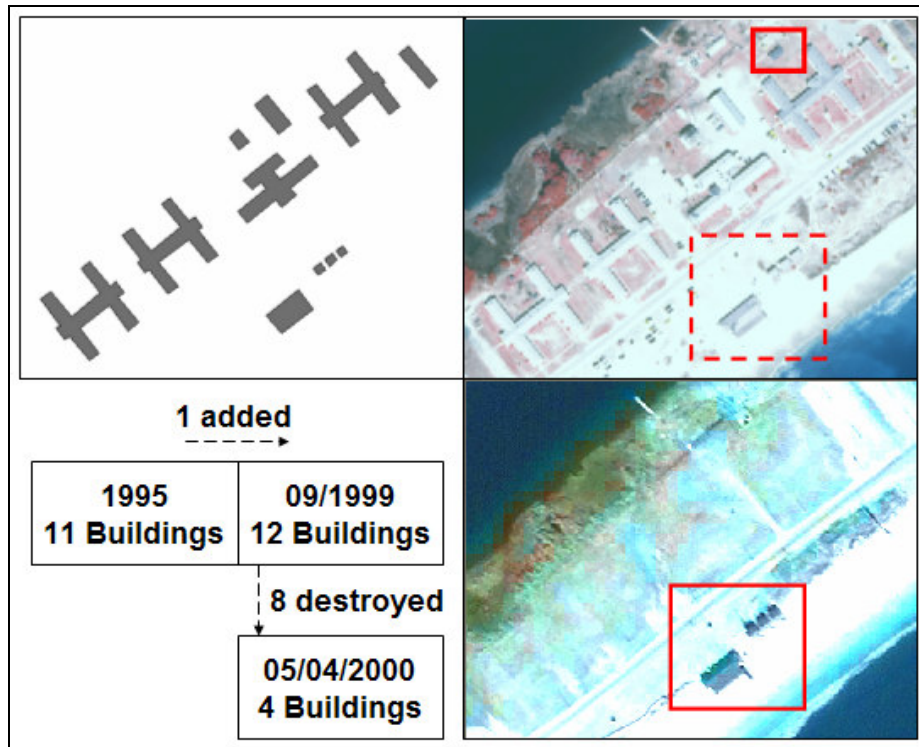 1 added
1995
11 Buildings
09/1999
12 Buildings
8 destroyed
05/04/2000
4 Buildings